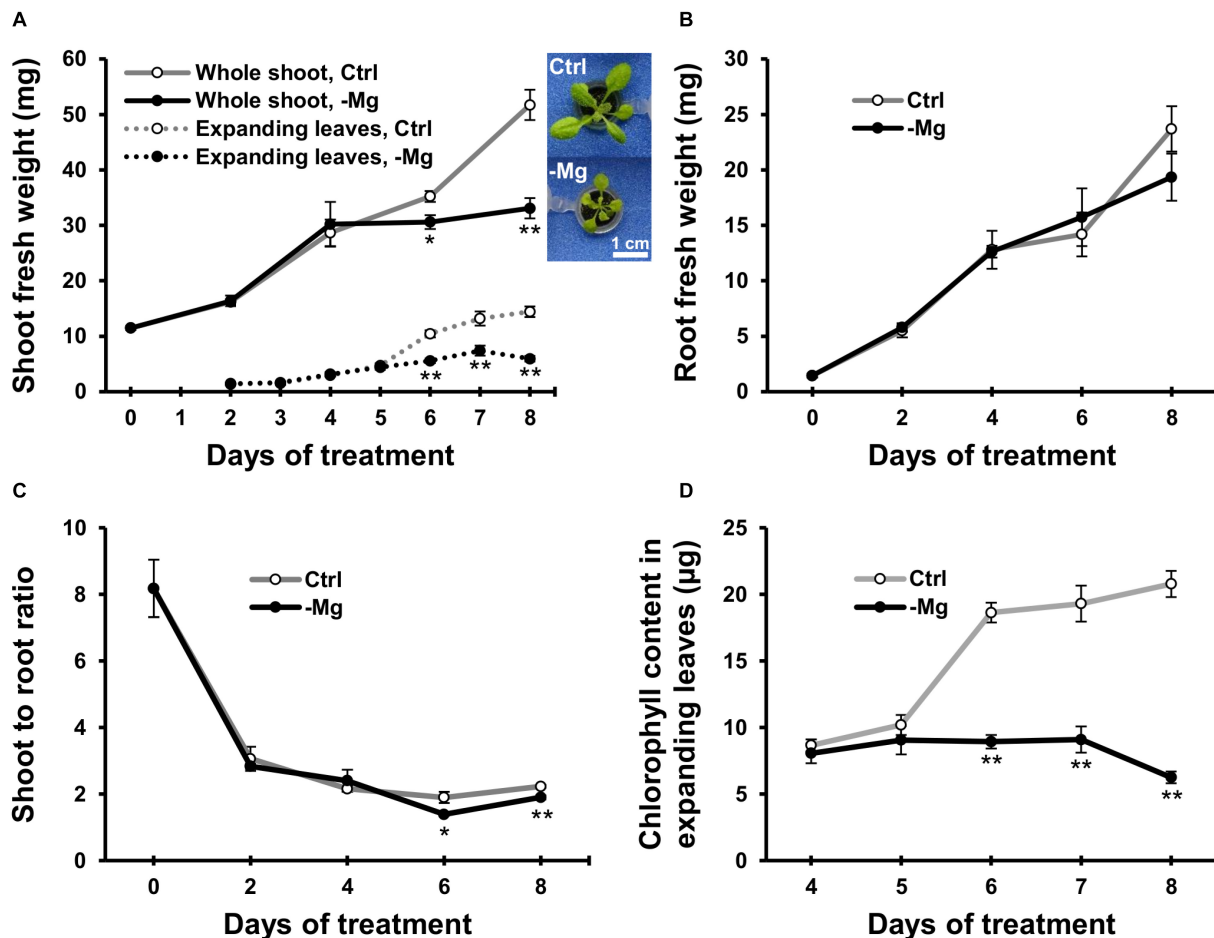 A
Shoot fresh weight (mg)
60
50
40
30
20
10
0
Whole shoot, Ctrl
Whole shoot, -Mg
Expanding leaves, Ctrl
Expanding leaves, -Mg
*
**
**
**
**
0 1 2 3 4 5 6 7 8
Days of treatment
Ctrl
-Mg
1 cm
B
Root fresh weight (mg)
30
25
20
15
10
5
0
Ctrl
-Mg
0 2 4 6 8
Days of treatment
C
Shoot to root ratio
10
8
6
4
2
0
Ctrl
-Mg
*
**
0 2 4 6 8
Days of treatment
D
Chlorophyll content in
expanding leaves (µg)
25
20
15
10
5
0
Ctrl
-Mg
**
**
**
4 5 6 7 8
Days of treatment